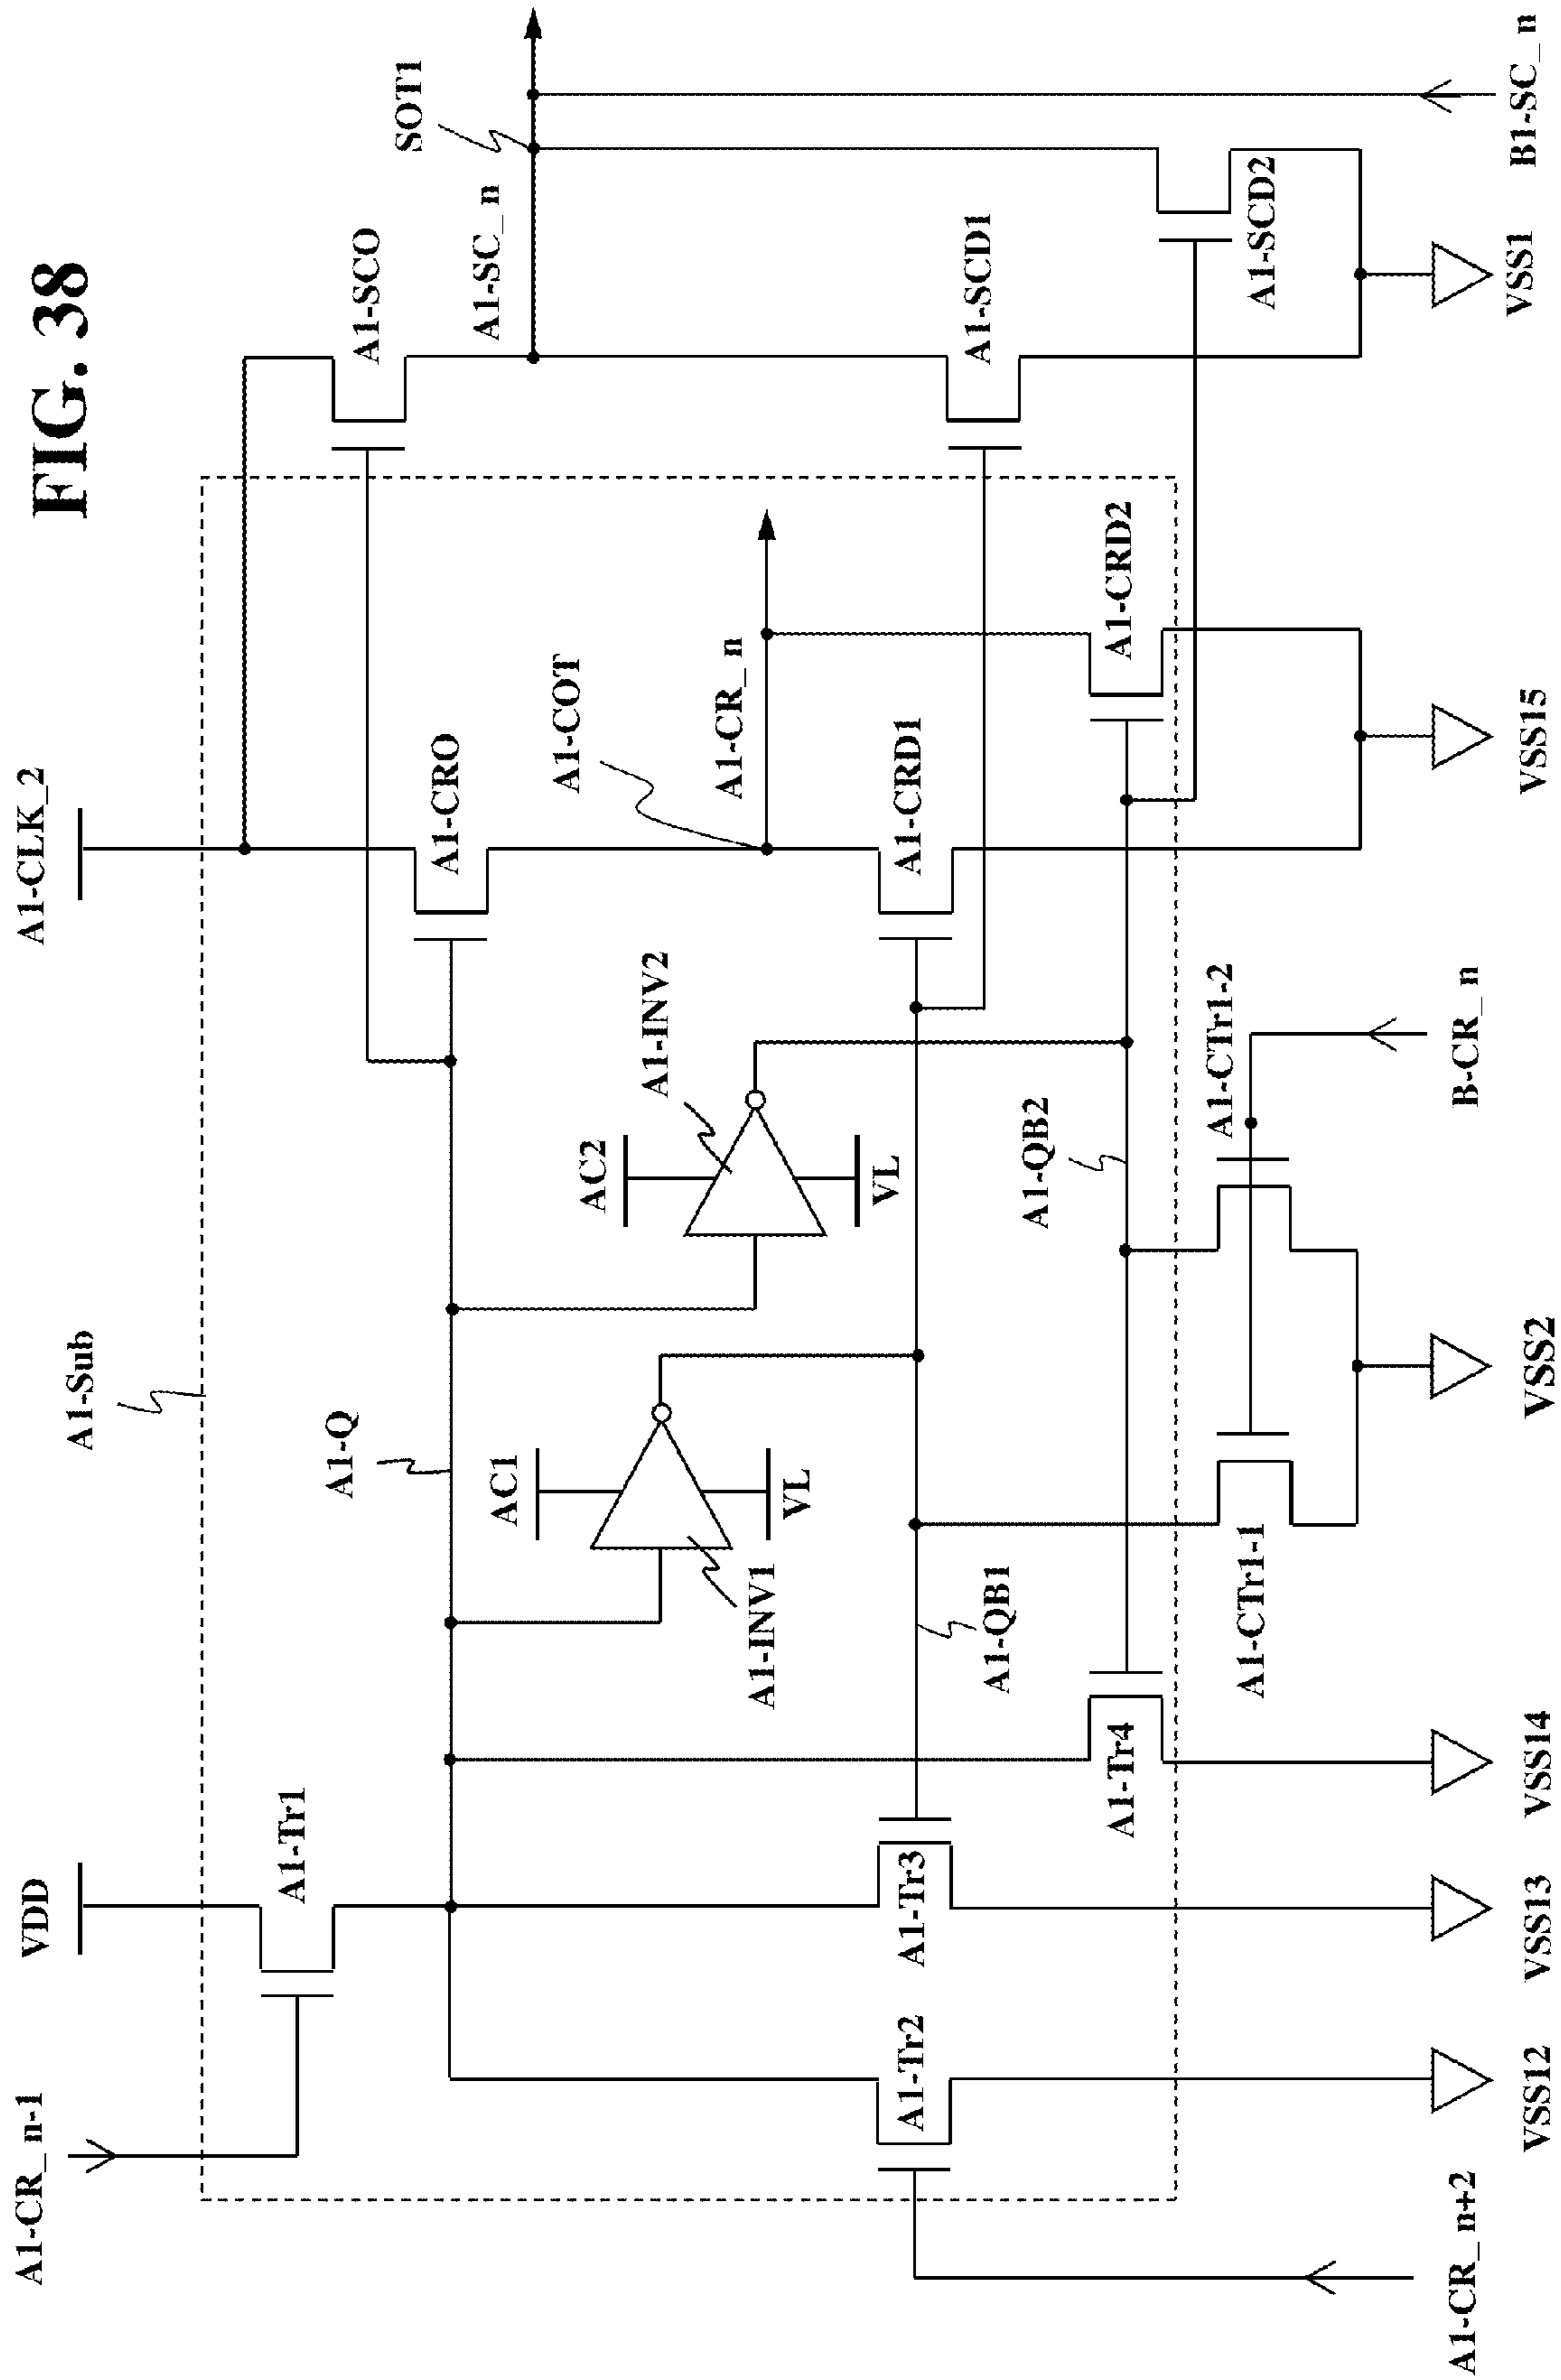 FIG. 38
A1-CR_n-1
VDD
A1-Sub
A1-CLK_2
A1-Tr1
A1-Q
A1-CRO
A1-SCO
SOT1
A1-SC_n
AC1
AC2
A1-INV2
A1-COT
VL
A1-INV1
VL
A1-CR_n
A1-Tr2
A1-Tr3
A1-QB1
A1-CRD1
A1-SCD1
A1-QB2
A1-Tr4
A1-CRD2
A1-CTr1-1
A1-CTr1-2
A1-SCD2
A1-CR_n+2
VSS12
VSS13
VSS14
VSS2
B-CR_n
VSS15
VSS1
B1-SC_n